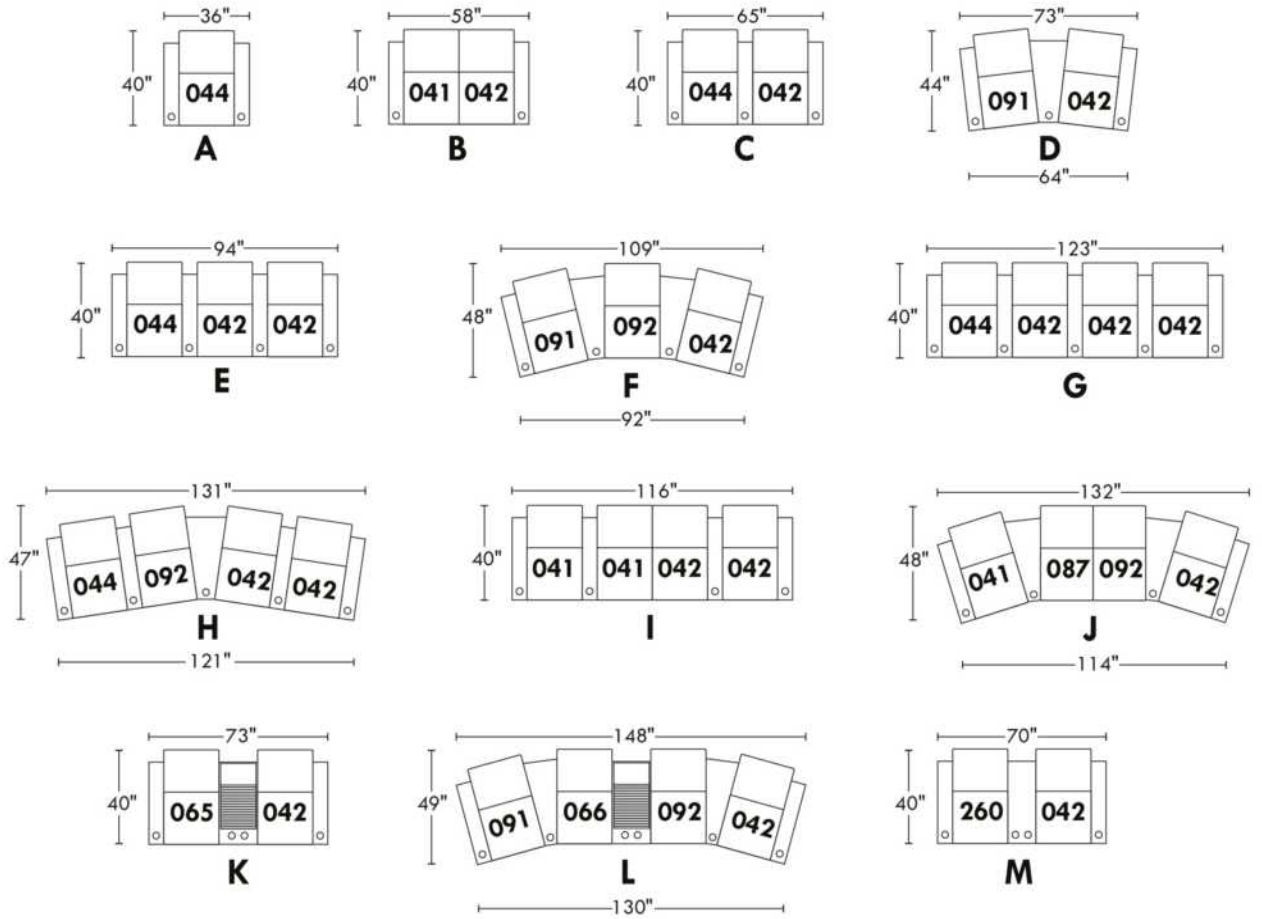 36"
40"
044
A
58"
40"
041 042
B
65"
40"
044 042
C
73"
44"
091 042
D
64"
94"
40"
044 042 042
E
109"
48"
091 092 042
F
92"
123"
40"
044 042 042 042
G
131"
47"
044 092 042 042
H
121"
116"
40"
041 041 042 042
I
132"
48"
041 087 092 042
J
114"
73"
40"
065 042
K
148"
49"
091 066 092 042
L
130"
70"
40"
260 042
M